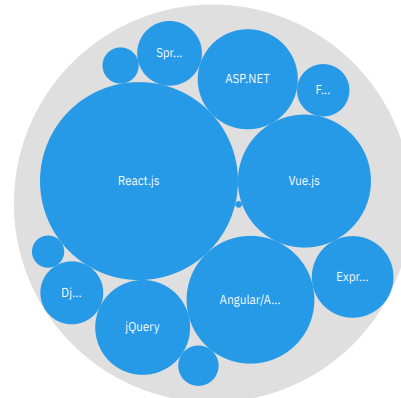 Spr...
ASP.NET
F...
React.js
Vue.js
Expr...
Dj...
Angular/A...
jQuery